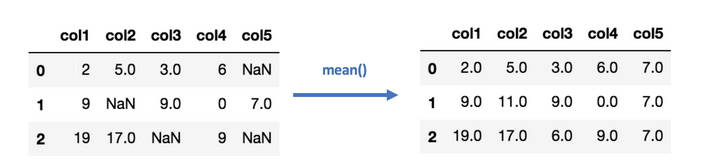 col1 col2 col3 col4 col5
0 2 5.0 3.0 6 NaN
1 9 NaN 9.0 0 7.0
2 19 17.0 NaN 9 NaN
mean()
col1 col2 col3 col4 col5
0 2.0 5.0 3.0 6.0 7.0
1 9.0 11.0 9.0 0.0 7.0
2 19.0 17.0 6.0 9.0 7.0